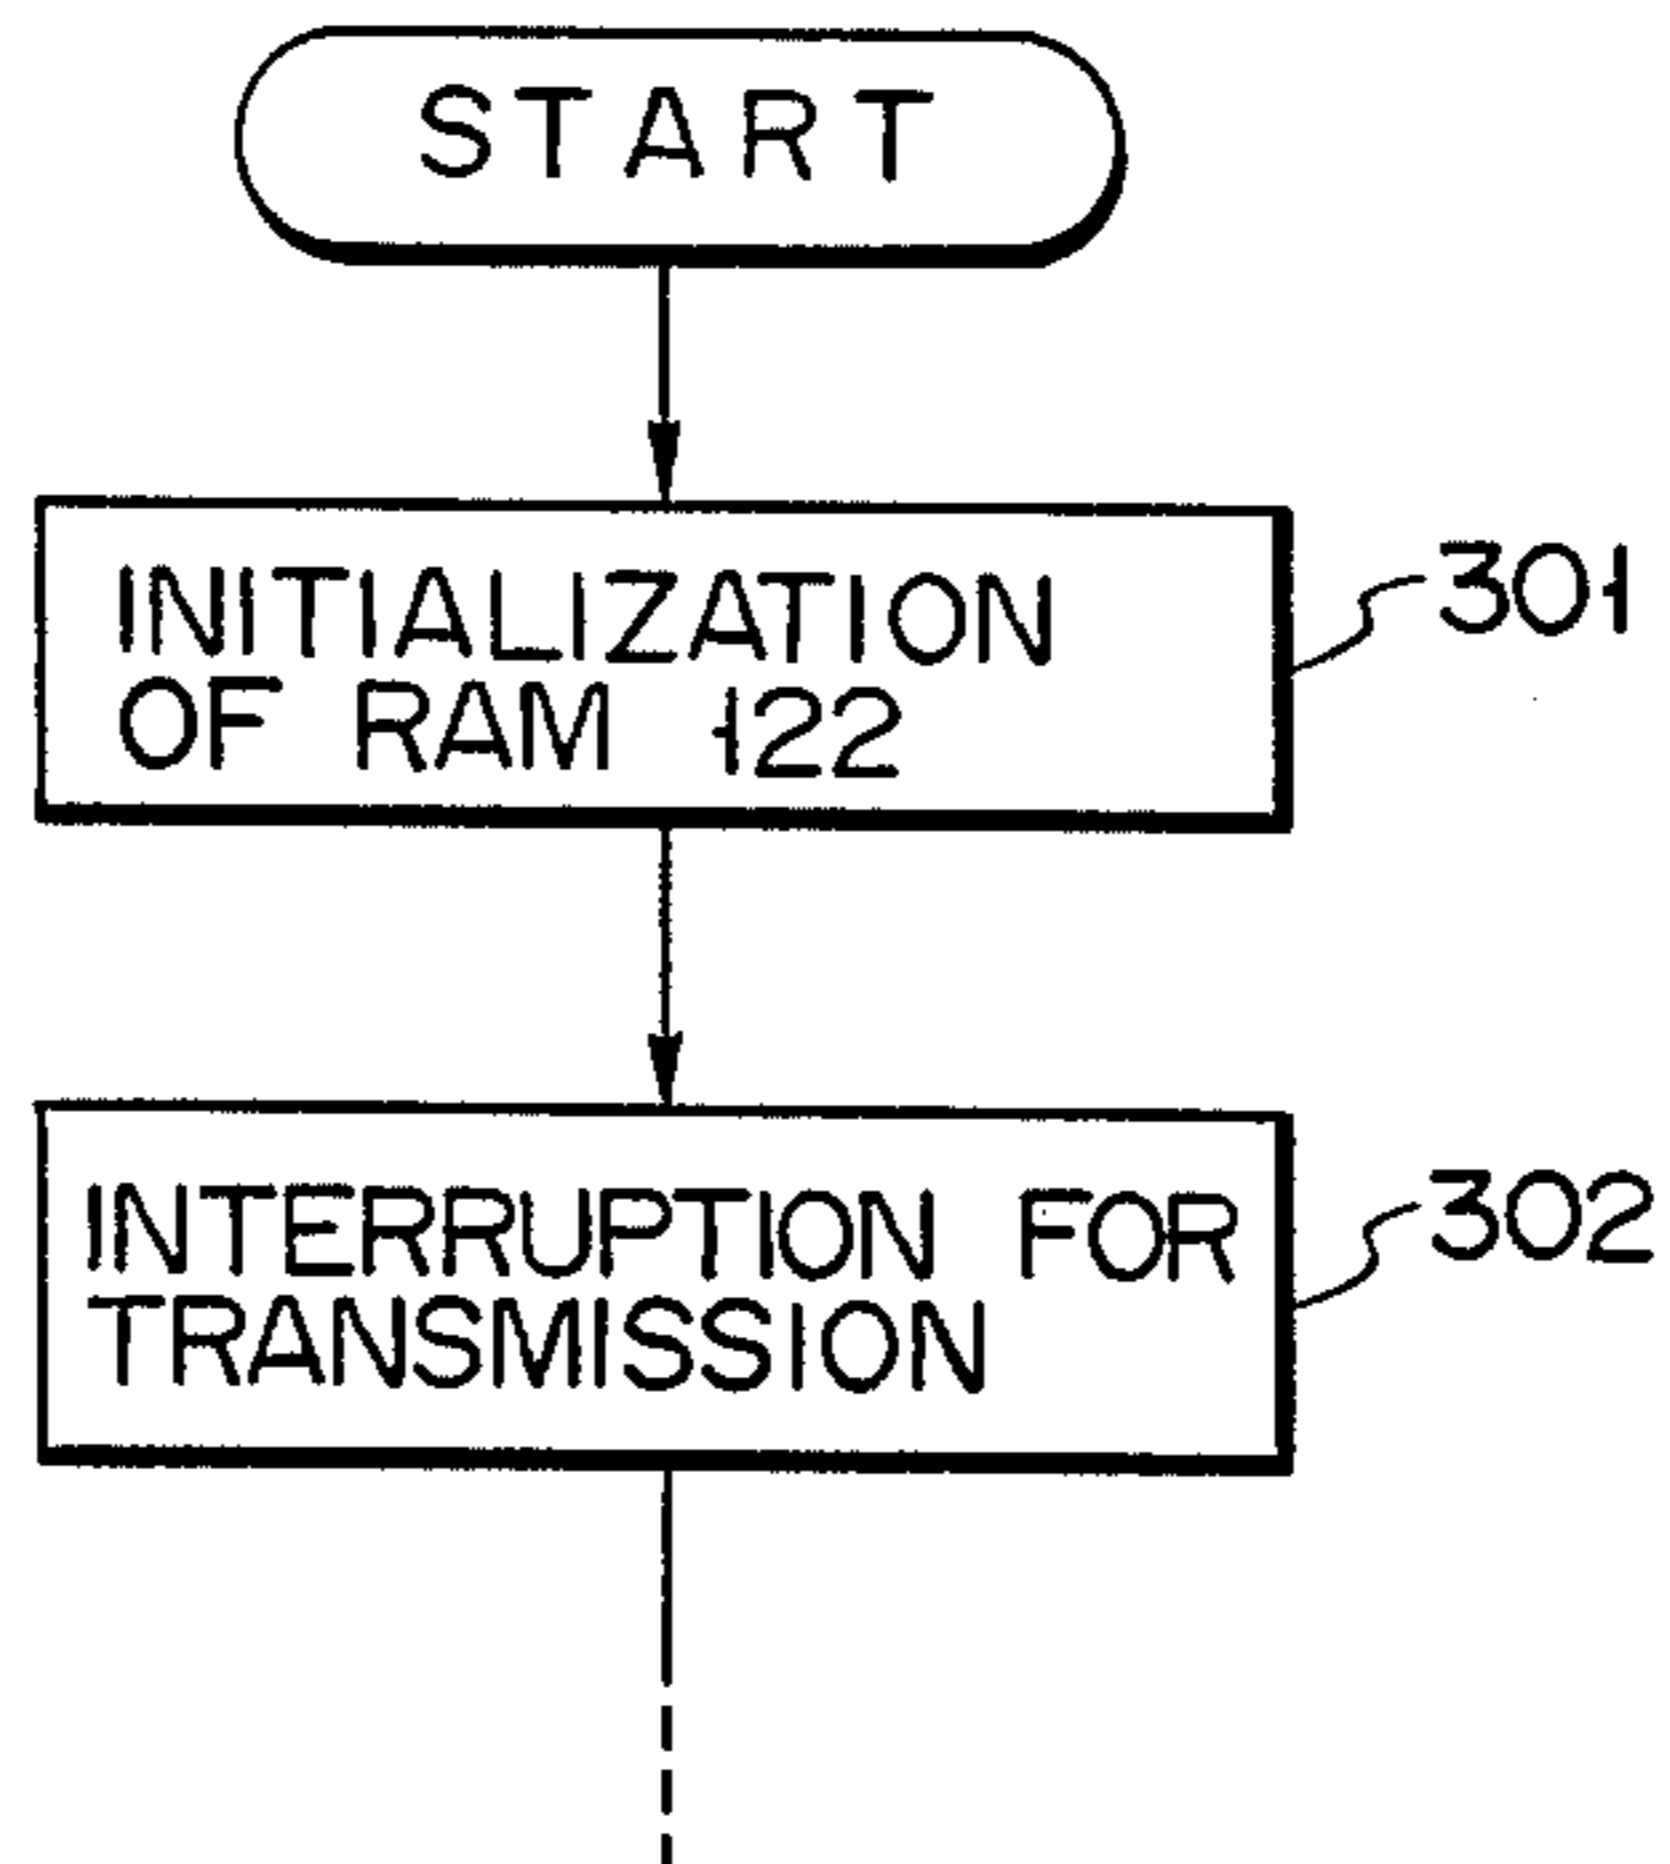 START
INITIALIZATION
OF RAM 122
301
INTERRUPTION FOR
TRANSMISSION
302